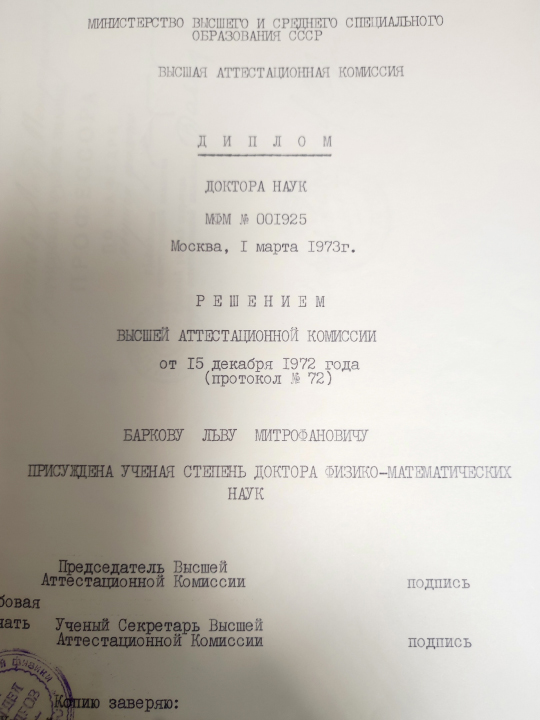 МИНИСТЕРСТВО ВЫСШЕГО И СРЕДНЕГО СПЕЦИАЛЬНОГО
ОБРАЗОВАНИЯ СССР
ВЫСШАЯ АТТЕСТАЦИОННАЯ КОМИССИЯ
Д И П Л О М
ДОКТОРА НАУК
МФМ № 001925
Москва, I марта 1973г.
Р Е Ш Е Н И Е М
ВЫСШЕЙ АТТЕСТАЦИОННОЙ КОМИССИИ
от 15 декабря 1972 года
(протокол № 72)
БАРКОВУ ЛЬВУ МИТРОФАНОВИЧУ
ПРИСУЖДЕНА УЧЕНАЯ СТЕПЕНЬ ДОКТОРА ФИЗИКО-МАТЕМАТИЧЕСКИХ
НАУК
Председатель Высшей
Аттестационной Комиссии подпись
бовая
чать Ученый Секретарь Высшей
Аттестационной Комиссии подпись
Копию заверяю: